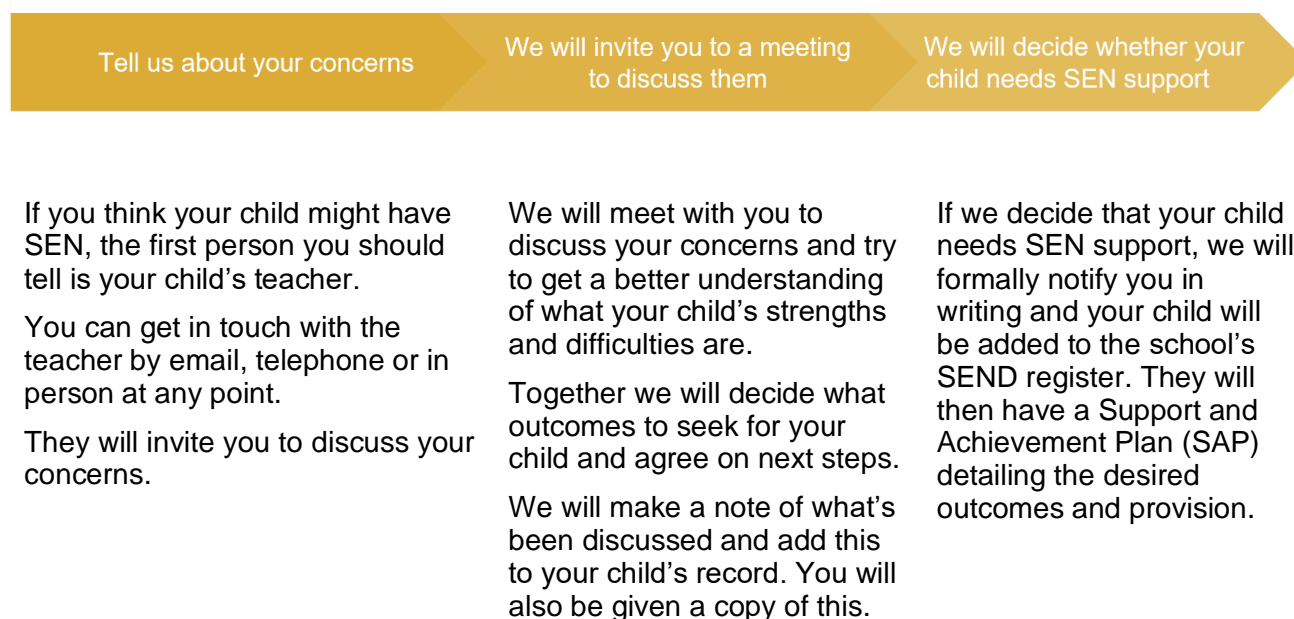 Tell us about your concerns
We will invite you to a meeting
to discuss them
We will decide whether your
child needs SEN support
If you think your child might have
SEN, the first person you should
tell is your child’s teacher.
You can get in touch with the
teacher by email, telephone or in
person at any point.
They will invite you to discuss your
concerns.
We will meet with you to
discuss your concerns and try
to get a better understanding
of what your child’s strengths
and difficulties are.
Together we will decide what
outcomes to seek for your
child and agree on next steps.
We will make a note of what’s
been discussed and add this
to your child’s record. You will
also be given a copy of this.
If we decide that your child
needs SEN support, we will
formally notify you in
writing and your child will
be added to the school’s
SEND register. They will
then have a Support and
Achievement Plan (SAP)
detailing the desired
outcomes and provision.